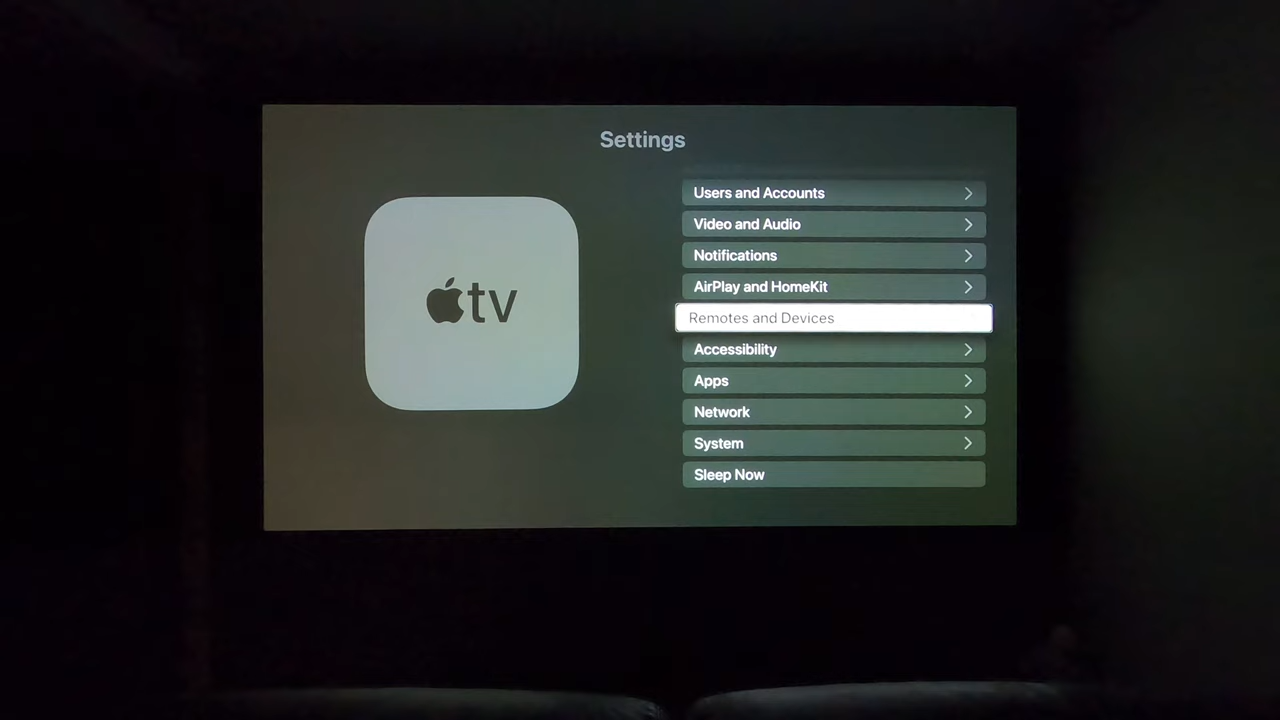 Settings
tv
Users and Accounts
Video and Audio
Notifications
AirPlay and HomeKit
Remotes and Devices
Accessibility
Apps
Network
System
Sleep Now